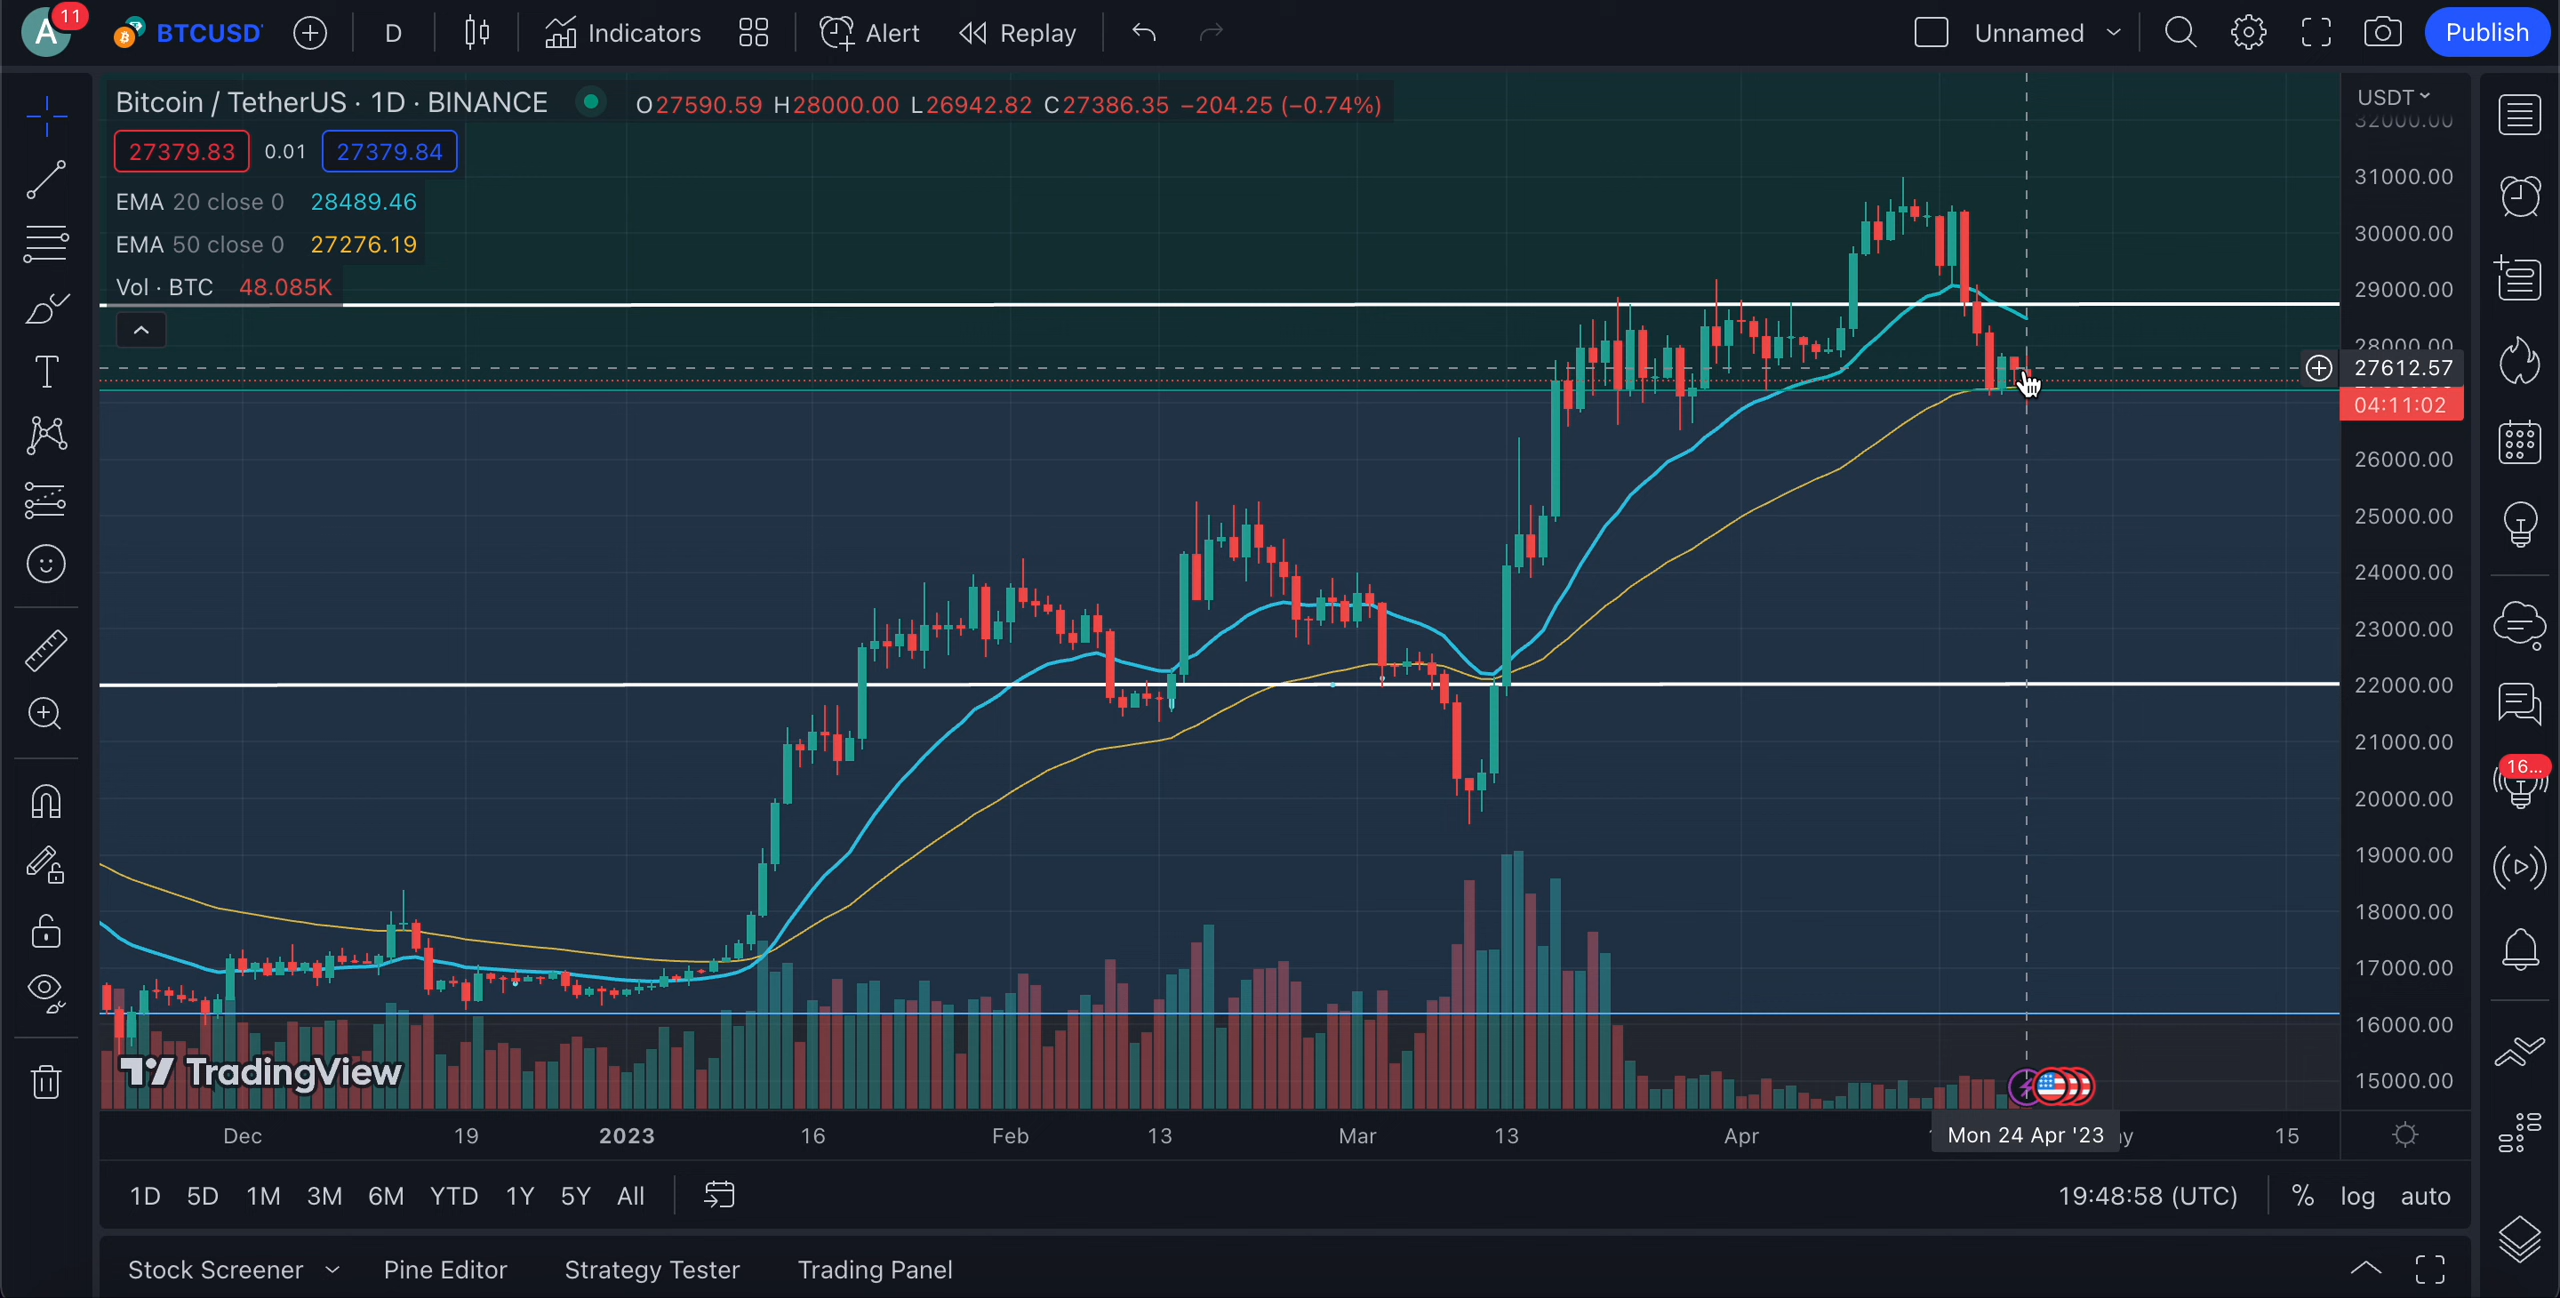 A 11 BTCUSD D Indicators Alert Replay Unnamed Publish
Bitcoin / TetherUS · 1D · BINANCE O27590.59 H28000.00 L26942.82 C27386.35 −204.25 (−0.74%)
27379.83 0.01 27379.84
EMA 20 close 0 28489.46
EMA 50 close 0 27276.19
Vol · BTC 48.085K
USDT
32000.00
31000.00
30000.00
29000.00
28000.00
27612.57
04:11:02
26000.00
25000.00
24000.00
23000.00
22000.00
21000.00
20000.00
19000.00
18000.00
17000.00
16000.00
15000.00
16...
TradingView
Dec 19 2023 16 Feb 13 Mar 13 Apr Mon 24 Apr '23 15
1D 5D 1M 3M 6M YTD 1Y 5Y All 19:48:58 (UTC) % log auto
Stock Screener Pine Editor Strategy Tester Trading Panel